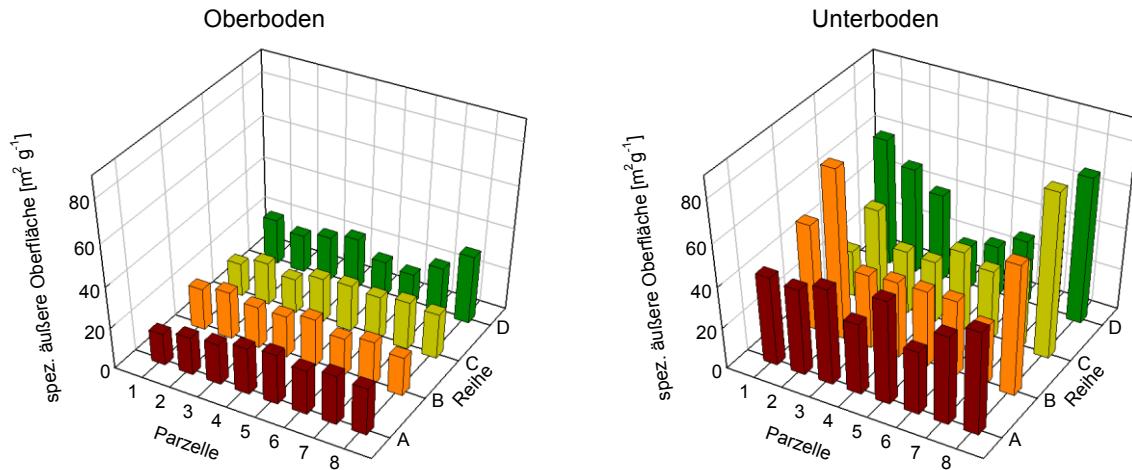 Oberboden
spez. äußere Oberfläche [m² g⁻¹]
80
60
40
20
0
1
2
3
4
5
6
7
8
Parzelle
A
B
C
D
Reihe
Unterboden
spez. äußere Oberfläche [m² g⁻¹]
80
60
40
20
0
1
2
3
4
5
6
7
8
Parzelle
A
B
C
D
Reihe